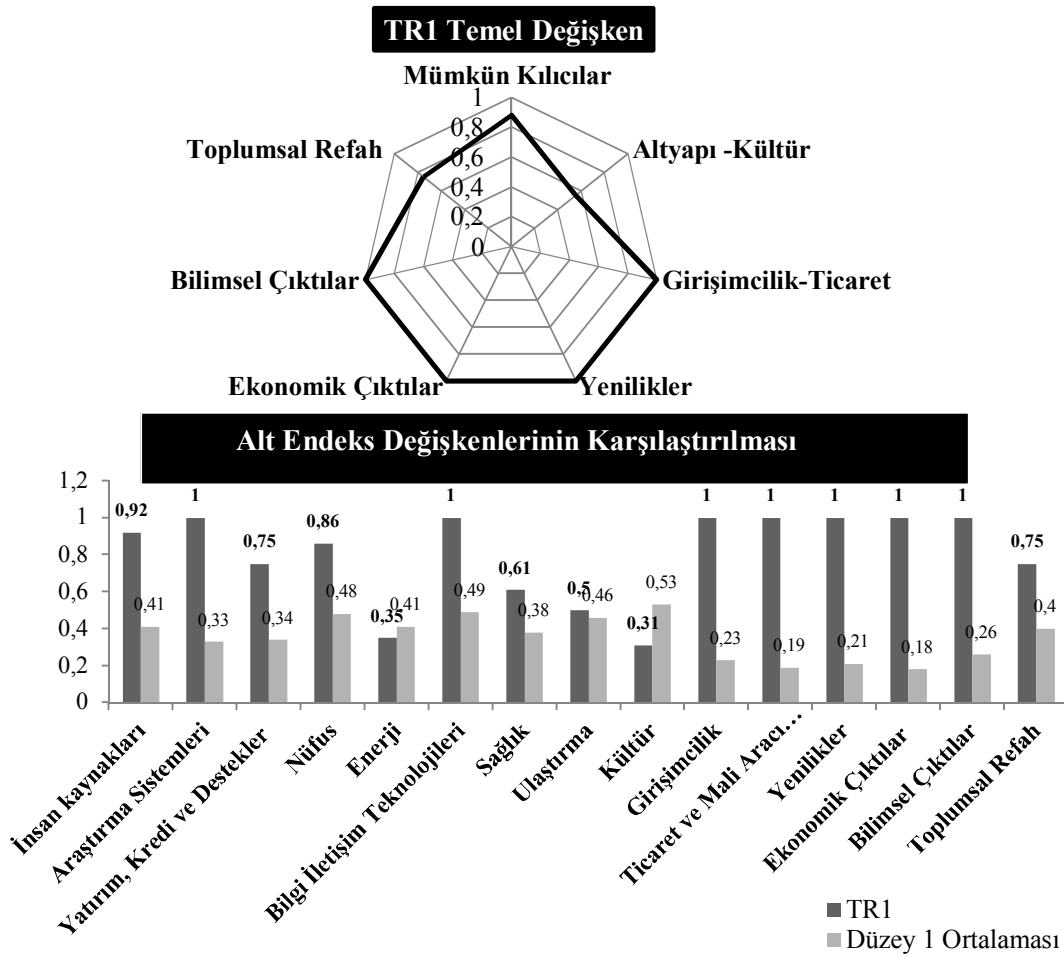 TR1 Temel Değişken
Mümkün Kılıcılar
1
0,8
0,6
0,4
0,2
0
Toplumsal Refah
Altyapı -Kültür
Bilimsel Çıktılar
Girişimcilik-Ticaret
Ekonomik Çıktılar
Yenilikler
Alt Endeks Değişkenlerinin Karşılaştırılması
1,2
1
0,8
0,6
0,4
0,2
0
0,92
1
0,75
0,86
0,35
1
0,61
0,5
0,31
1
1
1
1
1
0,75
0,41
0,33
0,34
0,48
0,41
0,49
0,38
0,46
0,53
0,23
0,19
0,21
0,18
0,26
0,4
İnsan kaynakları
Araştırma Sistemleri
Yatırım, Kredi ve Destekler
Nüfus
Enerji
Bilgi İletişim Teknolojileri
Sağlık
Ulaştırma
Kültür
Girişimcilik
Ticaret ve Mali Aracı…
Yenilikler
Ekonomik Çıktılar
Bilimsel Çıktılar
Toplumsal Refah
TR1
Düzey 1 Ortalaması